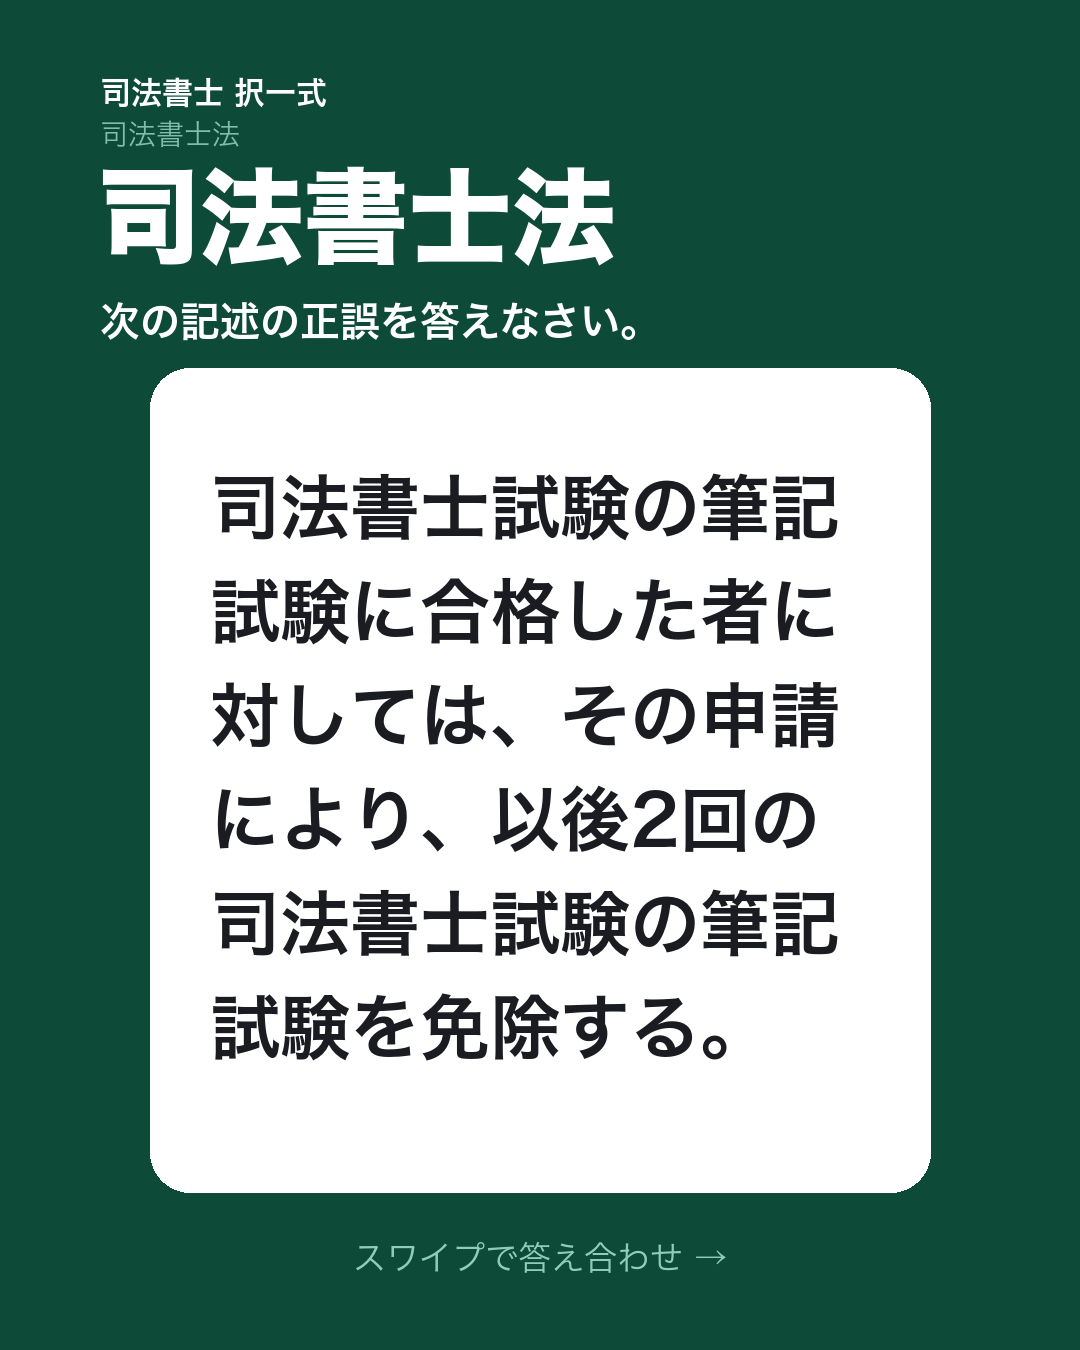 司法書士 択一式
司法書士法
司法書士法
次の記述の正誤を答えなさい。
司法書士試験の筆記
試験に合格した者に
対しては、その申請
により、以後2回の
司法書士試験の筆記
試験を免除する。
スワイプで答え合わせ →